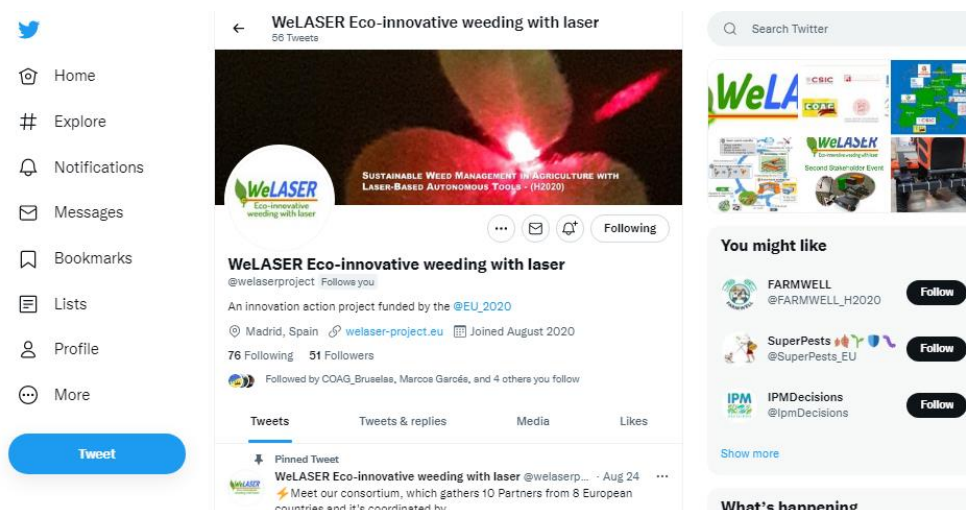 Home
Explore
Notifications
Messages
Bookmarks
Lists
Profile
More
Tweet
WeLASER Eco-innovative weeding with laser
56 Tweets
SUSTAINABLE WEED MANAGEMENT IN AGRICULTURE WITH
LASER-BASED AUTONOMOUS TOOLS - (H2020)
WeLASER
Eco-innovative
weeding with laser
Following
WeLASER Eco-innovative weeding with laser
@welaserproject Follows you
An innovation action project funded by the @EU_2020
Madrid, Spain welaser-project.eu Joined August 2020
76 Following 51 Followers
Followed by COAG_Bruselas, Marcos Garcés, and 4 others you follow
Tweets Tweets & replies Media Likes
Pinned Tweet
WeLASER Eco-innovative weeding with laser @welaserp... · Aug 24
⚡Meet our consortium, which gathers 10 Partners from 8 European
countries and it's coordinated by
Search Twitter
WeLA
CSIC
COAG
WeLASER
Eco-innovative weeding with laser
Second Stakeholder Event
You might like
FARMWELL
@FARMWELL_H2020
Follow
SuperPests
@SuperPests_EU
Follow
IPM
IPMDecisions
@IpmDecisions
Follow
Show more
What's happening